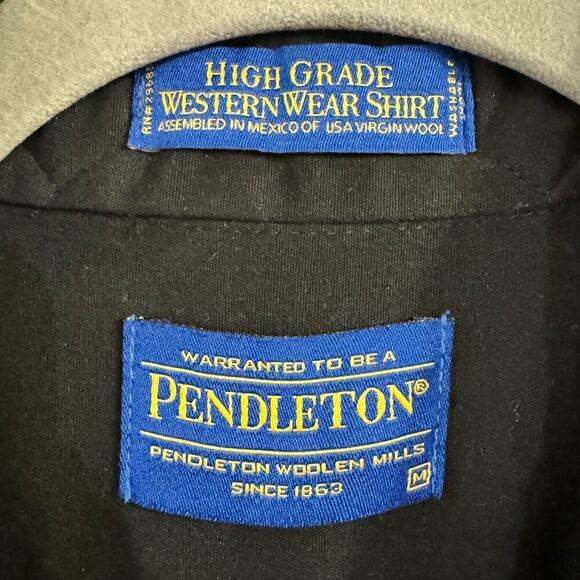 HIGH GRADE
WESTERN WEAR SHIRT
ASSEMBLED IN MEXICO OF USA VIRGIN WOOL
WASHABLE
WARRANTED TO BE A
PENDLETON®
PENDLETON WOOLEN MILLS
SINCE 1863
M